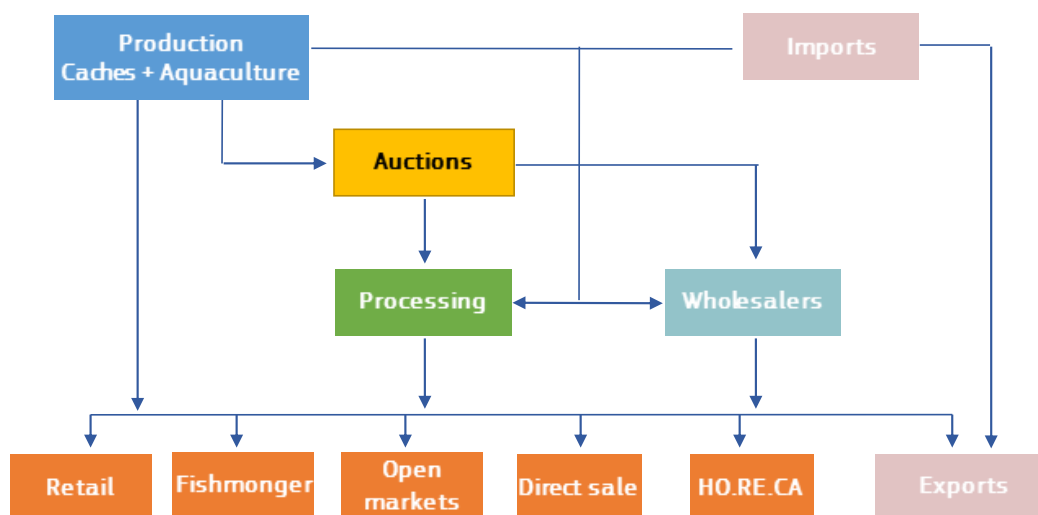 Production
Caches + Aquaculture
Imports
Auctions
Processing
Wholesalers
Retail
Fishmonger
Open
markets
Direct sale
HO.RE.CA
Exports